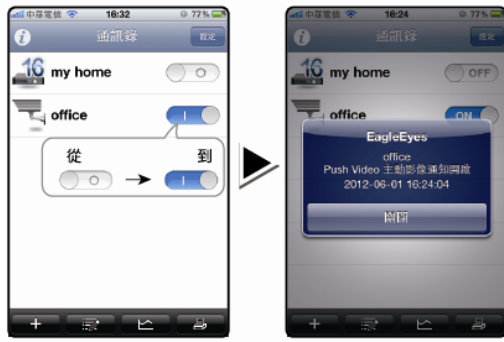 中華電信 16:32 77%
通訊錄 設定
16 my home
office
從 到
中華電信 16:24 77%
通訊錄 設定
16 my home OFF
office ON
EagleEyes
office
Push Video 主動影像通知開啟
2012-06-01 16:24:04
關閉